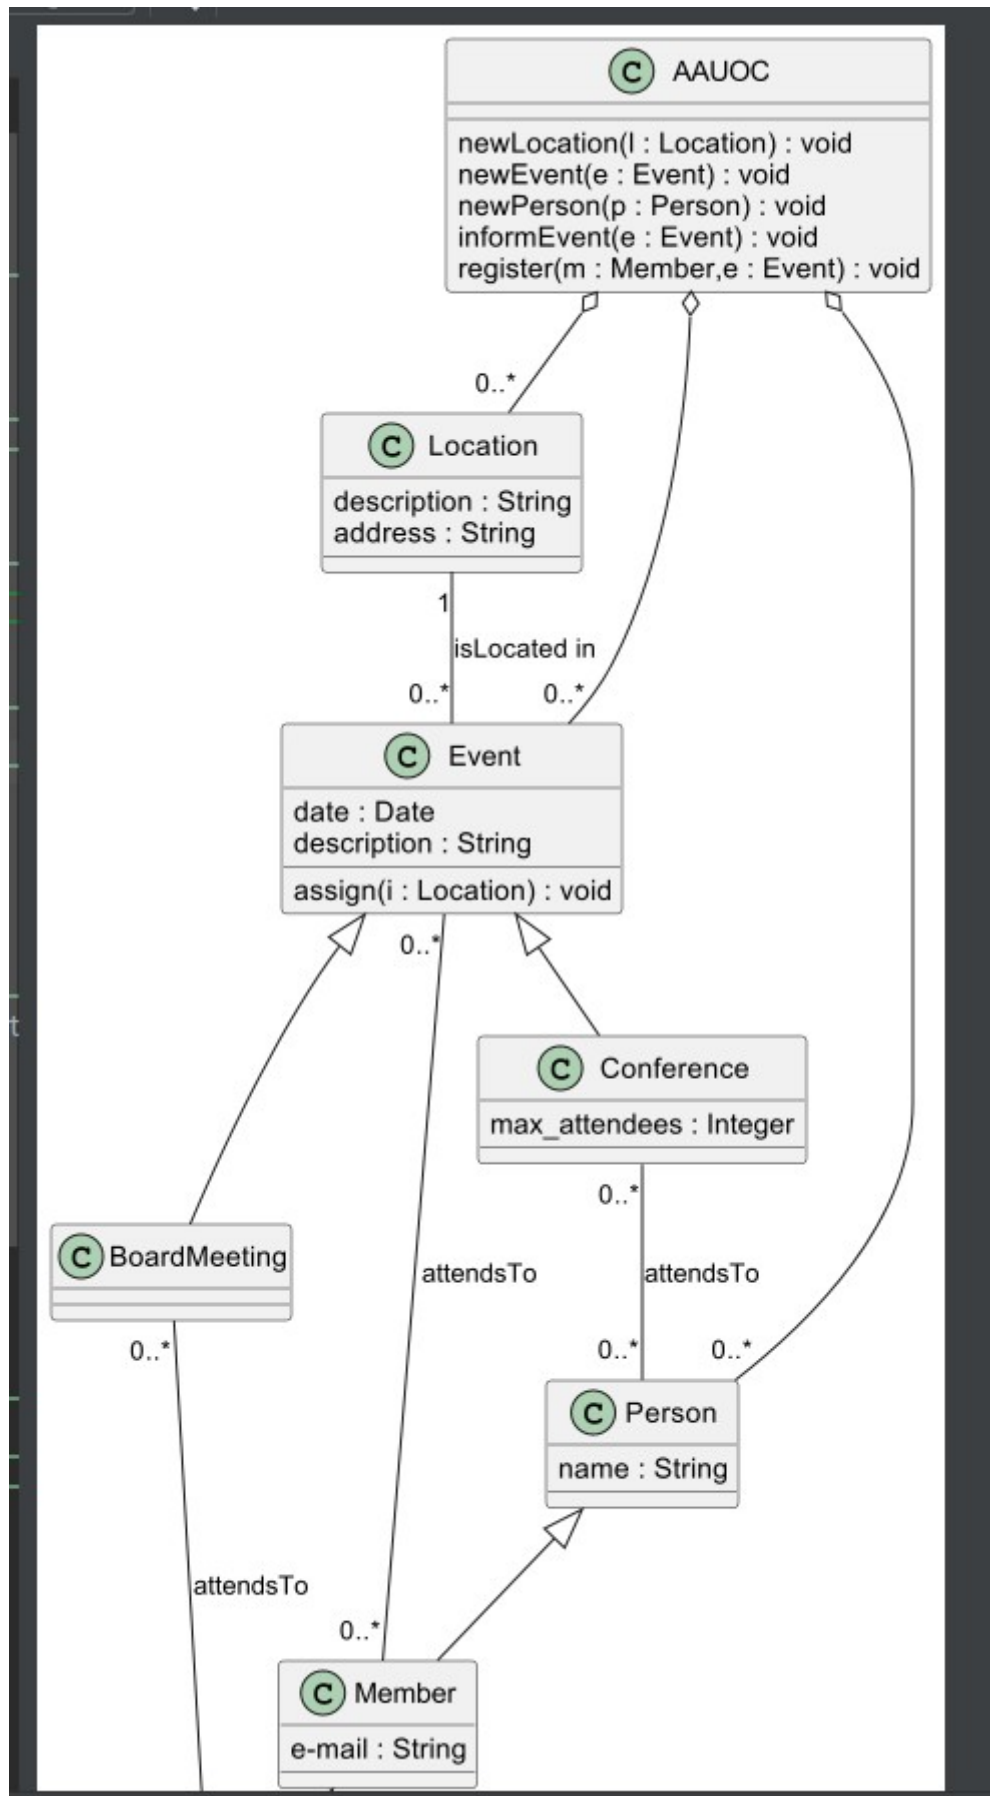 C AAUOC
newLocation(l : Location) : void
newEvent(e : Event) : void
newPerson(p : Person) : void
informEvent(e : Event) : void
register(m : Member,e : Event) : void
0..*
C Location
description : String
address : String
1
isLocated in
0..*
0..*
C Event
date : Date
description : String
assign(i : Location) : void
0..*
C Conference
max_attendees : Integer
0..*
C BoardMeeting
0..*
attendsTo
attendsTo
0..*
0..*
C Person
name : String
attendsTo
0..*
C Member
e-mail : String
t